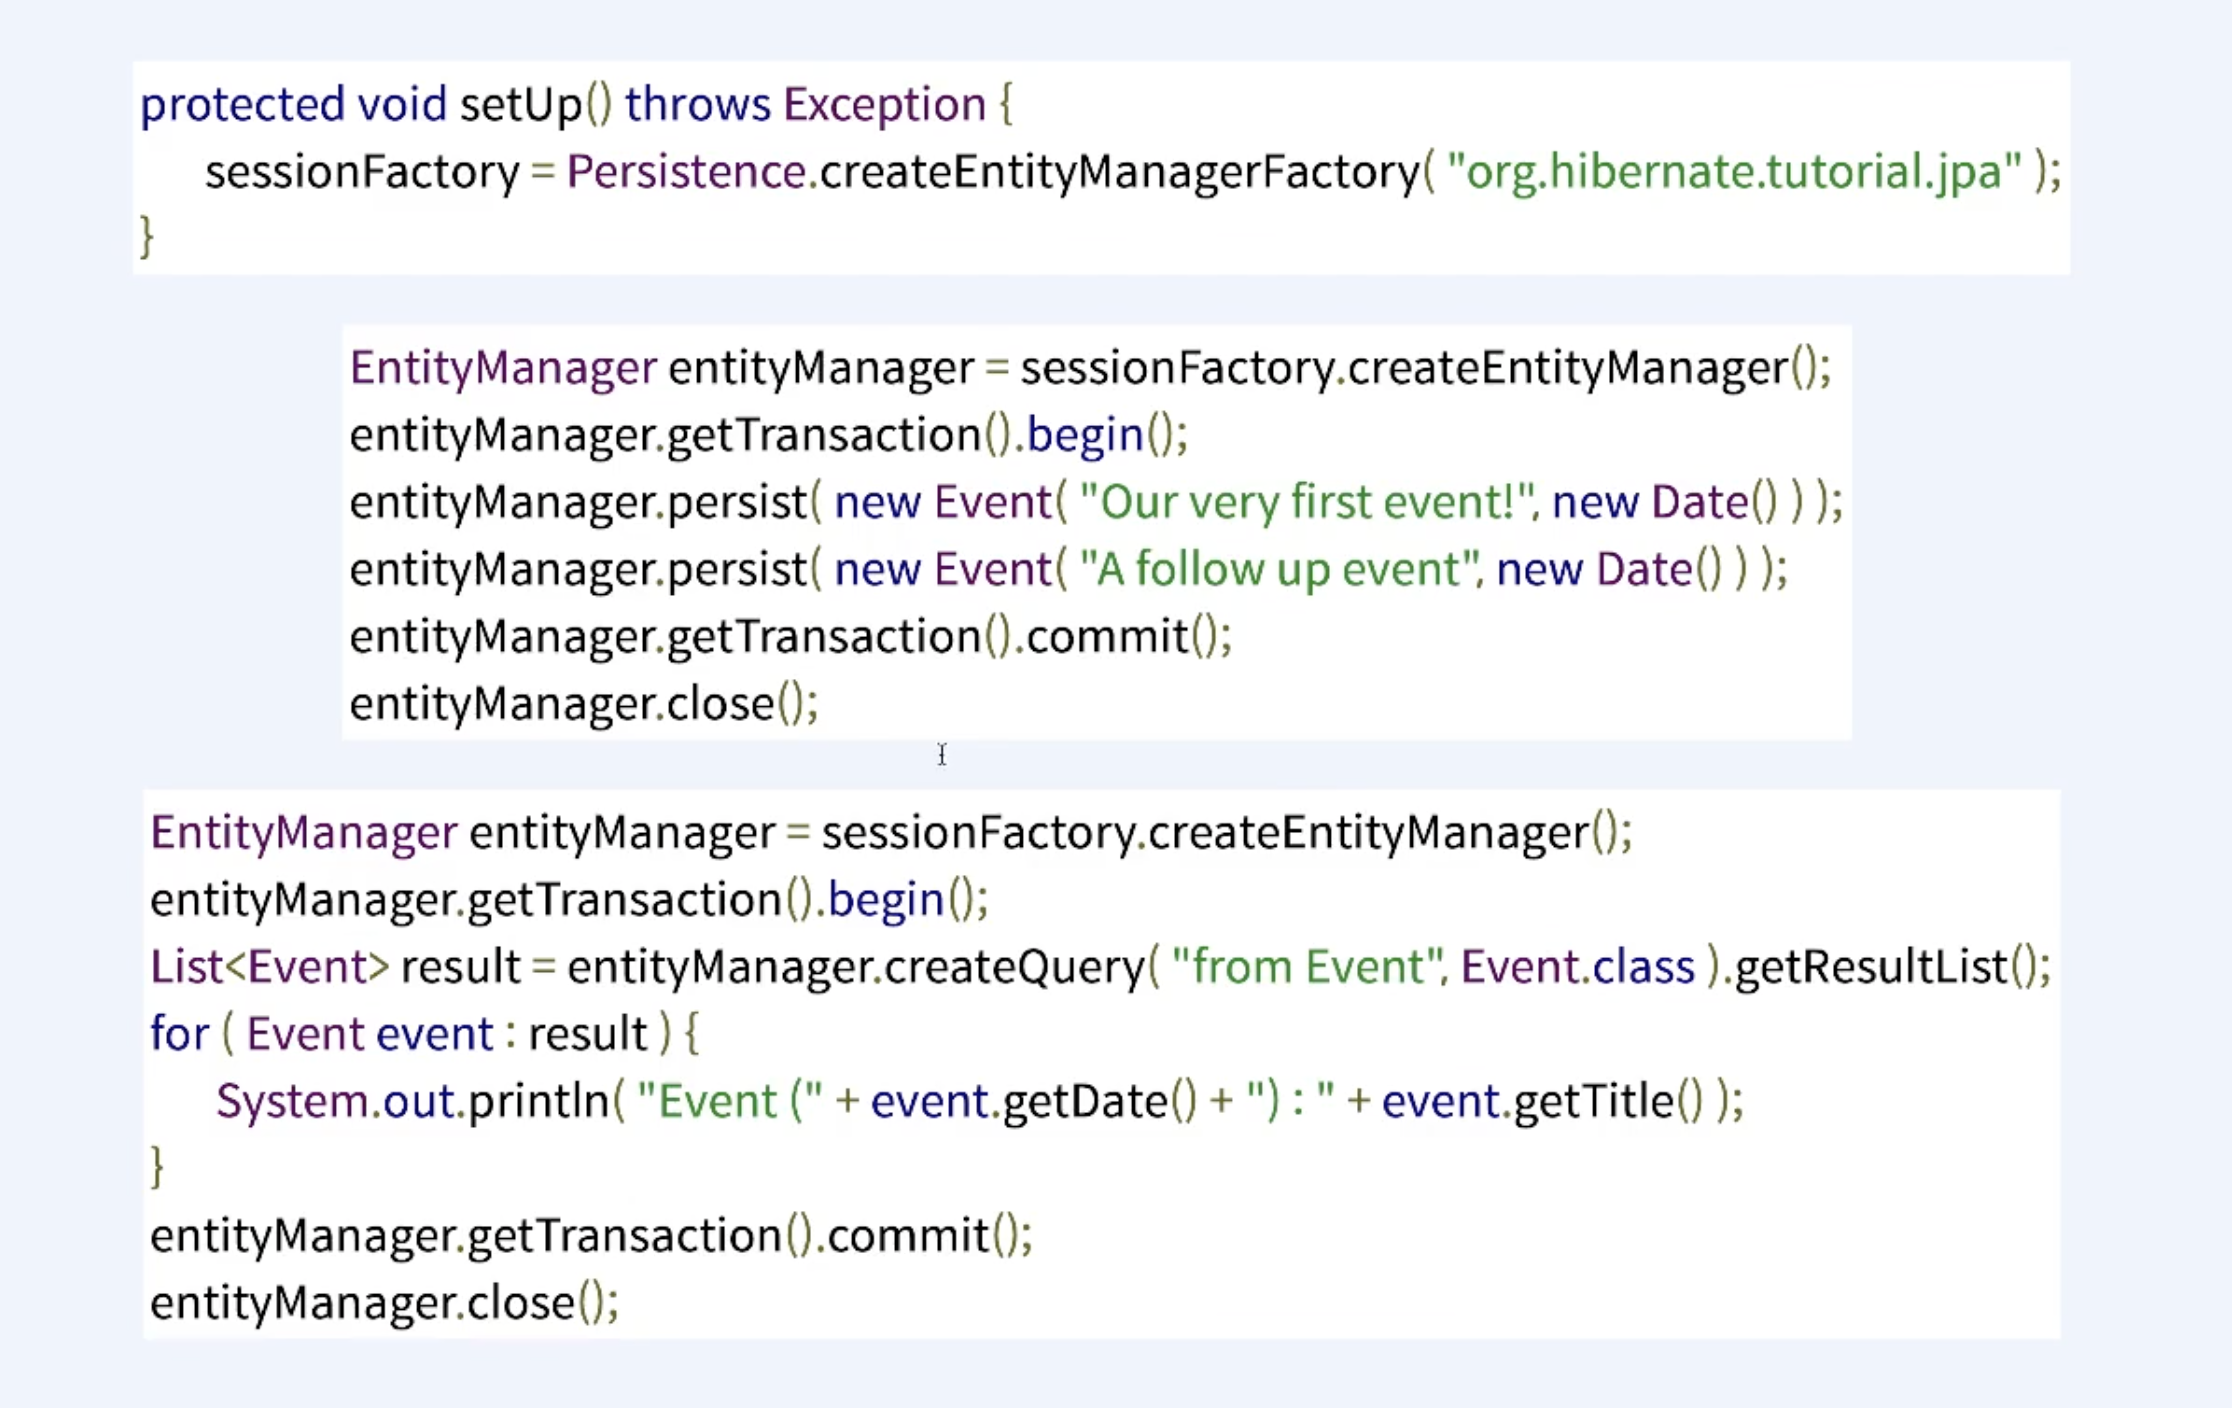 protected void setUp() throws Exception {
sessionFactory = Persistence.createEntityManagerFactory( "org.hibernate.tutorial.jpa" );
}
EntityManager entityManager = sessionFactory.createEntityManager();
entityManager.getTransaction().begin();
entityManager.persist( new Event( "Our very first event!", new Date() ) );
entityManager.persist( new Event( "A follow up event", new Date() ) );
entityManager.getTransaction().commit();
entityManager.close();
EntityManager entityManager = sessionFactory.createEntityManager();
entityManager.getTransaction().begin();
List<Event> result = entityManager.createQuery( "from Event", Event.class ).getResultList();
for ( Event event : result ) {
System.out.println( "Event (" + event.getDate() + ") : " + event.getTitle() );
}
entityManager.getTransaction().commit();
entityManager.close();